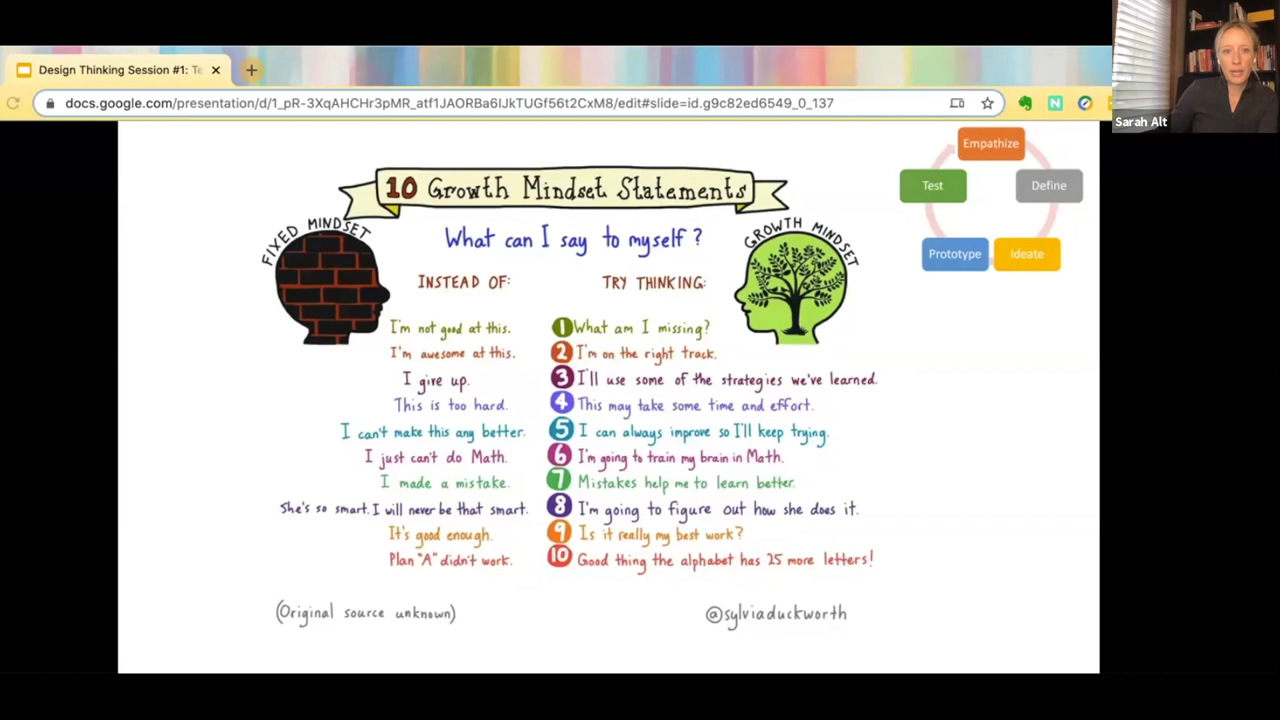 Design Thinking Session #1: Te
docs.google.com/presentation/d/1_pR-3XqAHCHr3pMR_atf1JAORBa6IJkTUGf56t2CxM8/edit#slide=id.g9c82ed6549_0_137
N
Sarah Alt
Empathize
Test
Define
Prototype
Ideate
10 Growth Mindset Statements
FIXED MINDSET
What can I say to myself?
GROWTH MINDSET
INSTEAD OF:
TRY THINKING:
I'm not good at this.
1 What am I missing?
I'm awesome at this.
2 I'm on the right track.
I give up.
3 I'll use some of the strategies we've learned.
This is too hard.
4 This may take some time and effort.
I can't make this any better.
5 I can always improve so I'll keep trying.
I just can't do Math.
6 I'm going to train my brain in Math.
I made a mistake.
7 Mistakes help me to learn better.
She's so smart. I will never be that smart.
8 I'm going to figure out how she does it.
It's good enough.
9 Is it really my best work?
Plan "A" didn't work.
10 Good thing the alphabet has 25 more letters!
(Original source unknown)
@sylviaduckworth